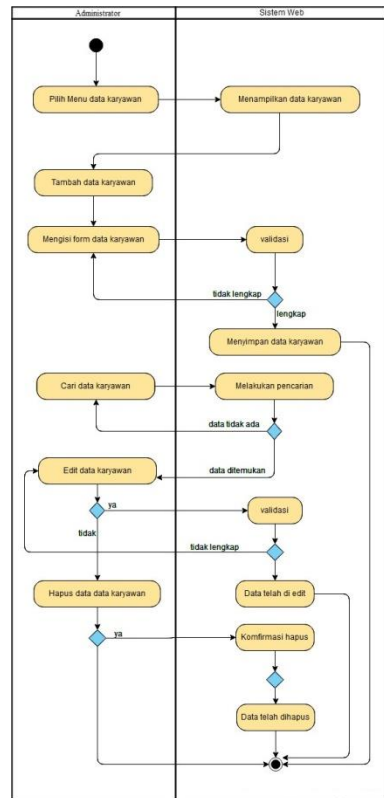 Administrator
Sistem Web
Pilih Menu data karyawan
Menampilkan data karyawan
Tambah data karyawan
Mengisi form data karyawan
validasi
tidak lengkap
lengkap
Menyimpan data karyawan
Cari data karyawan
Melakukan pencarian
data tidak ada
data ditemukan
Edit data karyawan
ya
validasi
tidak
tidak lengkap
Hapus data data karyawan
Data telah di edit
ya
Komfirmasi hapus
Data telah dihapus